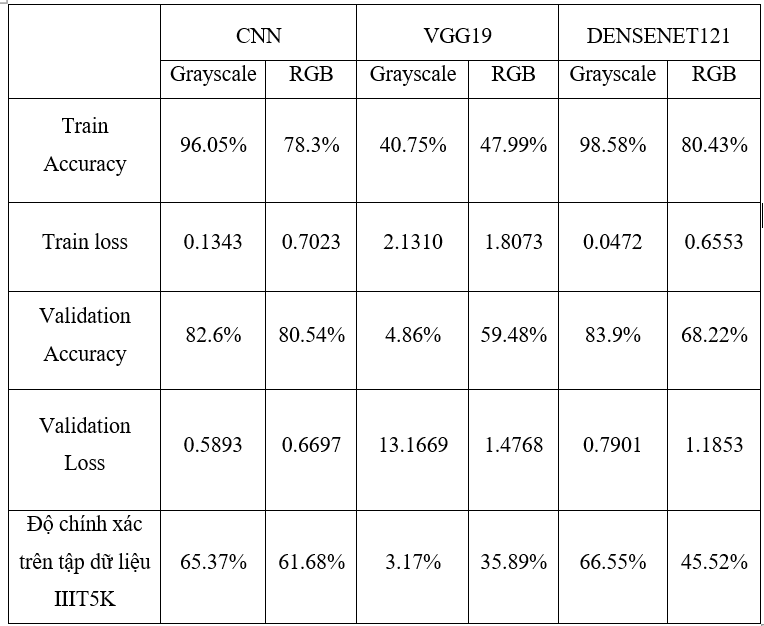 CNN VGG19 DENSENET121
Grayscale RGB Grayscale RGB Grayscale RGB
Train
Accuracy
96.05% 78.3% 40.75% 47.99% 98.58% 80.43%
Train loss 0.1343 0.7023 2.1310 1.8073 0.0472 0.6553
Validation
Accuracy
82.6% 80.54% 4.86% 59.48% 83.9% 68.22%
Validation
Loss
0.5893 0.6697 13.1669 1.4768 0.7901 1.1853
Độ chính xác
trên tập dữ liệu
IIIT5K
65.37% 61.68% 3.17% 35.89% 66.55% 45.52%